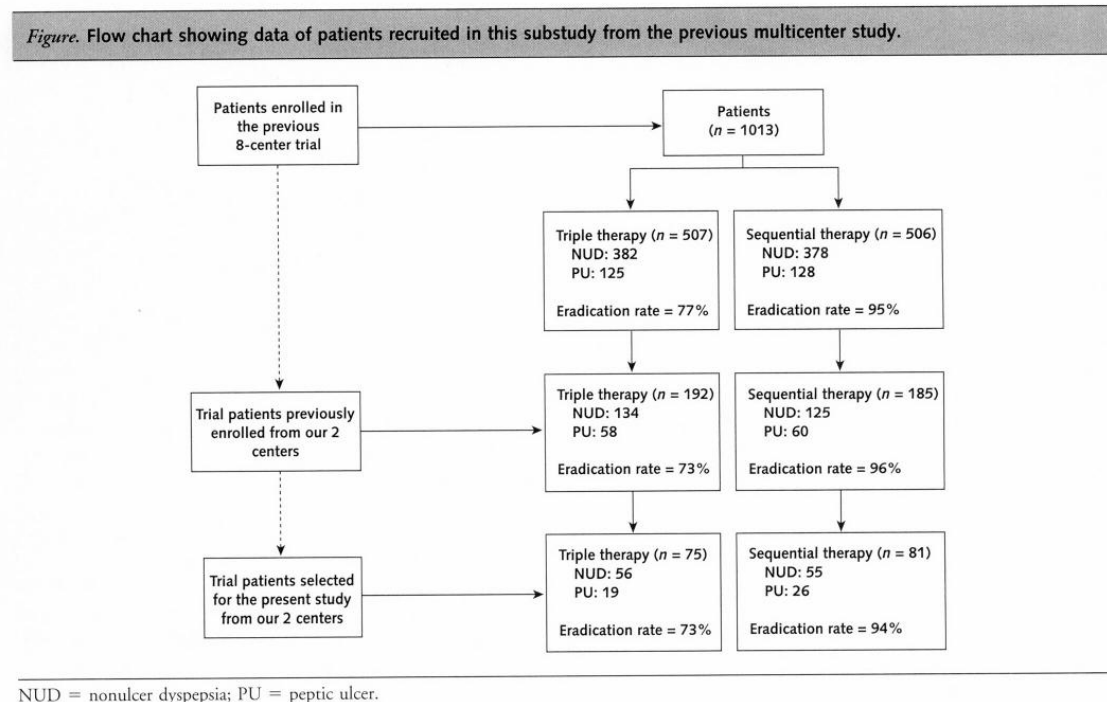 Figure. Flow chart showing data of patients recruited in this substudy from the previous multicenter study.
Patients enrolled in
the previous
8-center trial
Patients
(n = 1013)
Triple therapy (n = 507)
NUD: 382
PU: 125
Eradication rate = 77%
Sequential therapy (n = 506)
NUD: 378
PU: 128
Eradication rate = 95%
Trial patients previously
enrolled from our 2
centers
Triple therapy (n = 192)
NUD: 134
PU: 58
Eradication rate = 73%
Sequential therapy (n = 185)
NUD: 125
PU: 60
Eradication rate = 96%
Trial patients selected
for the present study
from our 2 centers
Triple therapy (n = 75)
NUD: 56
PU: 19
Eradication rate = 73%
Sequential therapy (n = 81)
NUD: 55
PU: 26
Eradication rate = 94%
NUD = nonulcer dyspepsia; PU = peptic ulcer.